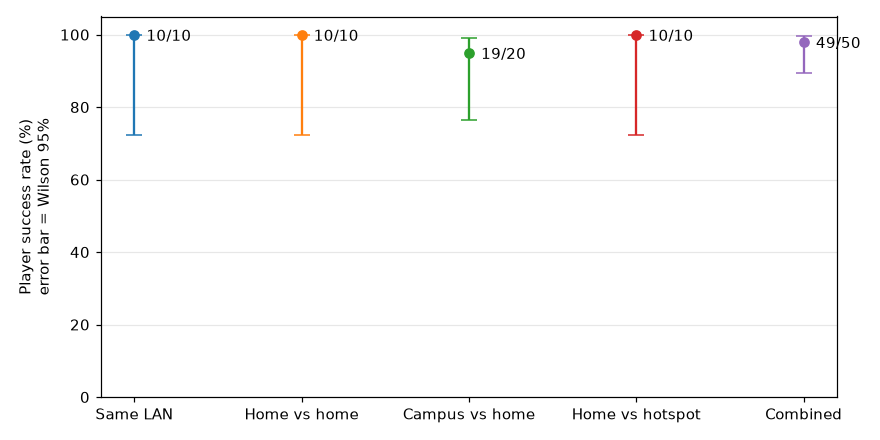 Player success rate (%)
error bar = Wilson 95%
100
80
60
40
20
0
10/10
10/10
19/20
10/10
49/50
Same LAN
Home vs home
Campus vs home
Home vs hotspot
Combined